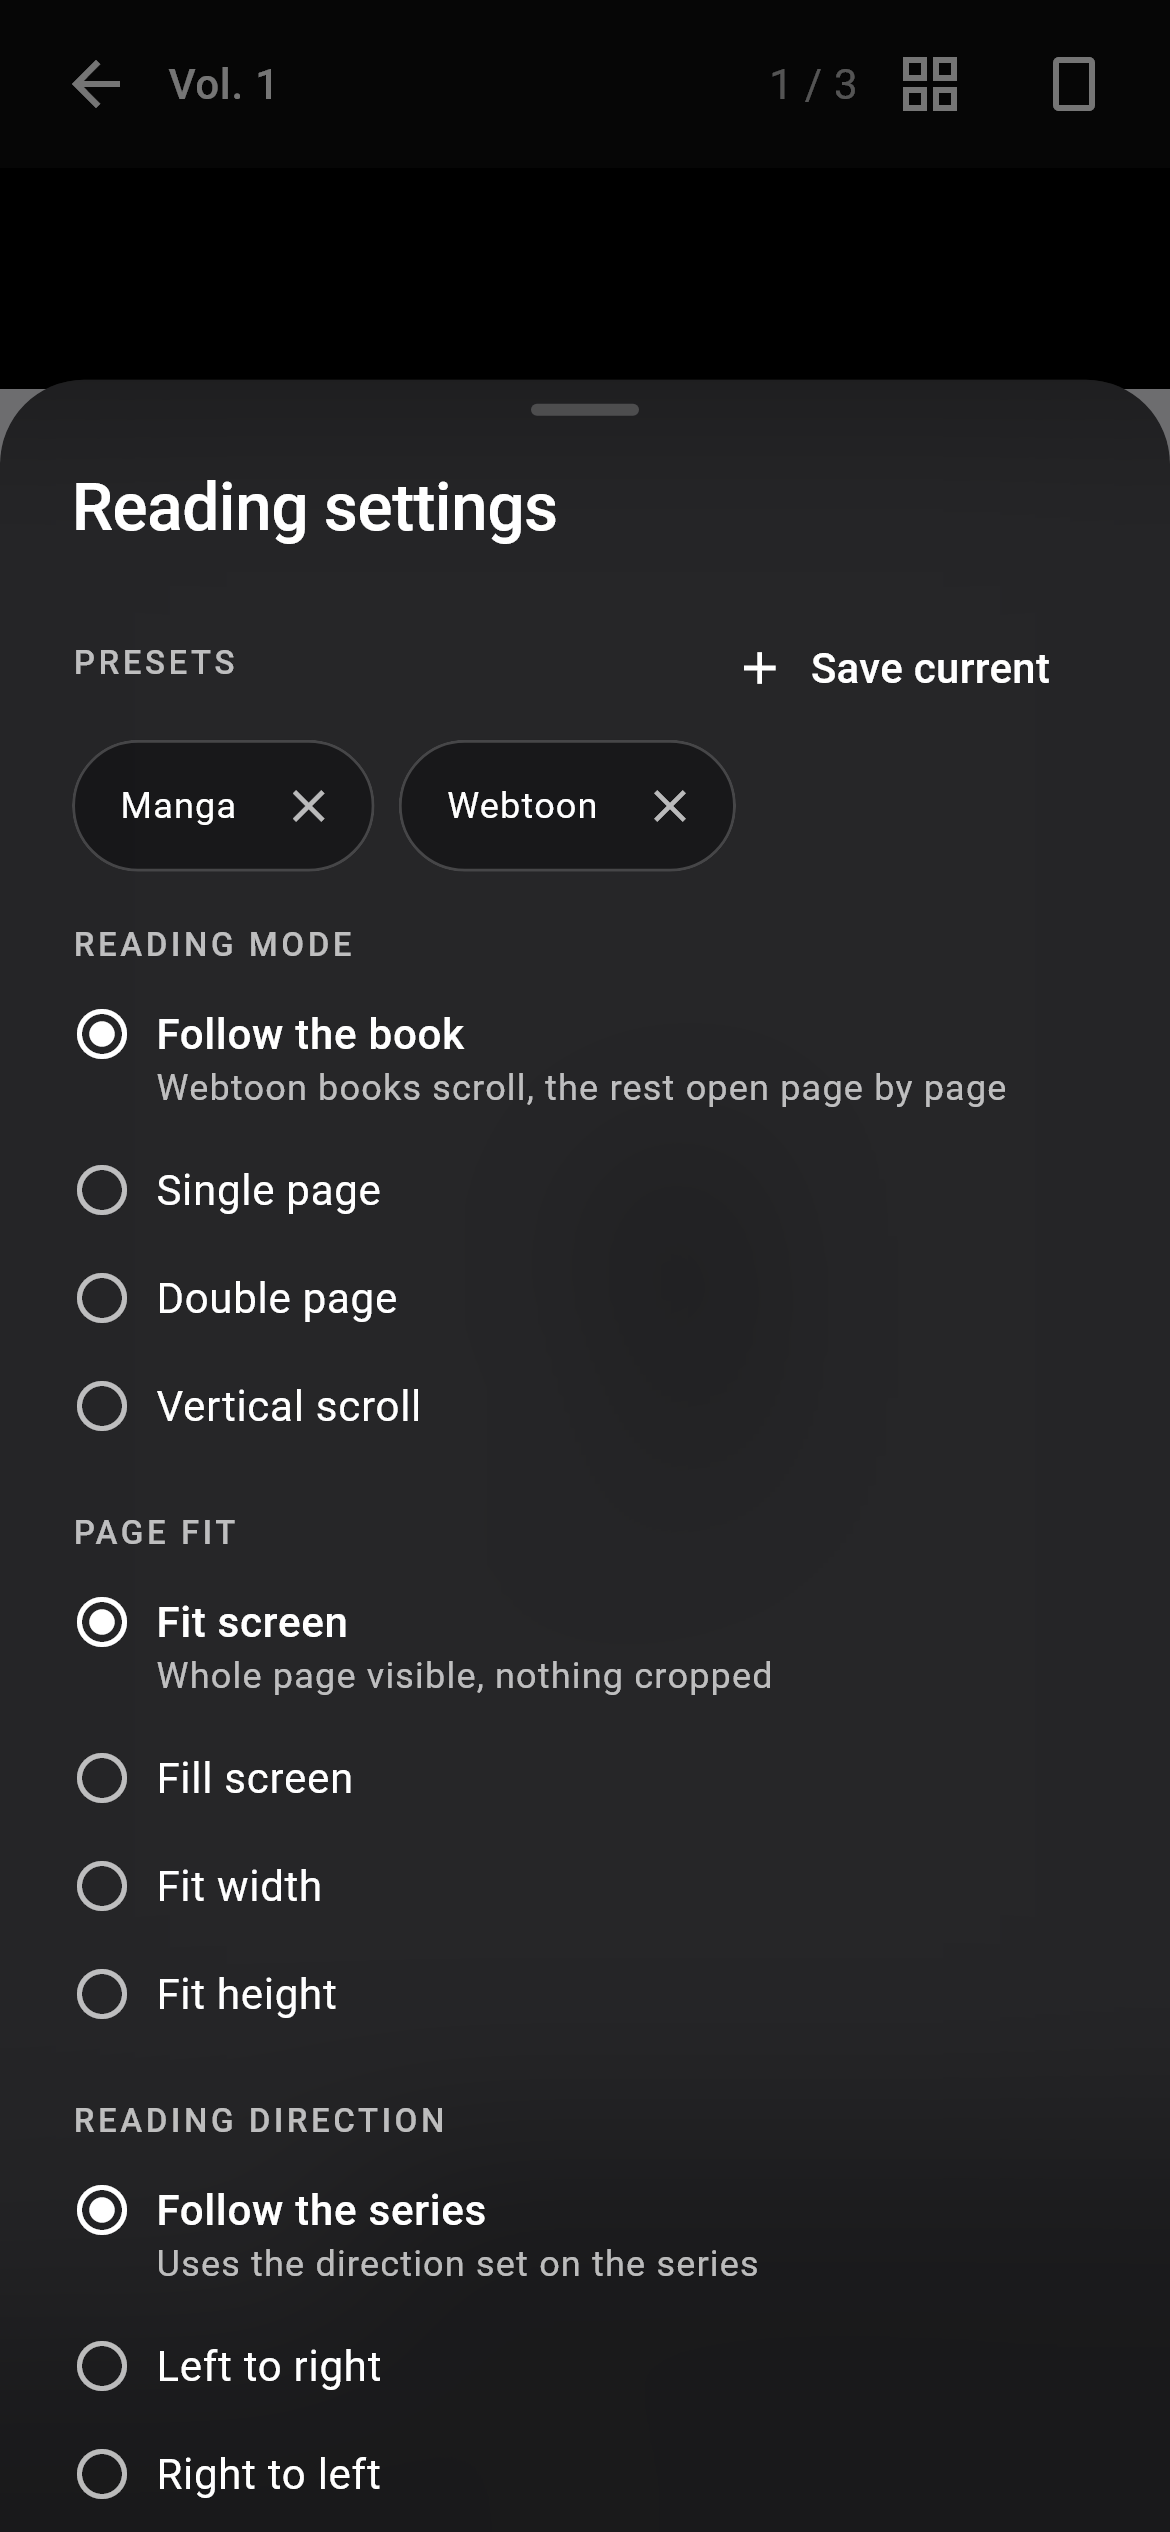 Vol. 1
1 / 3
Reading settings
PRESETS
Save current
Manga
Webtoon
READING MODE
Follow the book
Webtoon books scroll, the rest open page by page
Single page
Double page
Vertical scroll
PAGE FIT
Fit screen
Whole page visible, nothing cropped
Fill screen
Fit width
Fit height
READING DIRECTION
Follow the series
Uses the direction set on the series
Left to right
Right to left